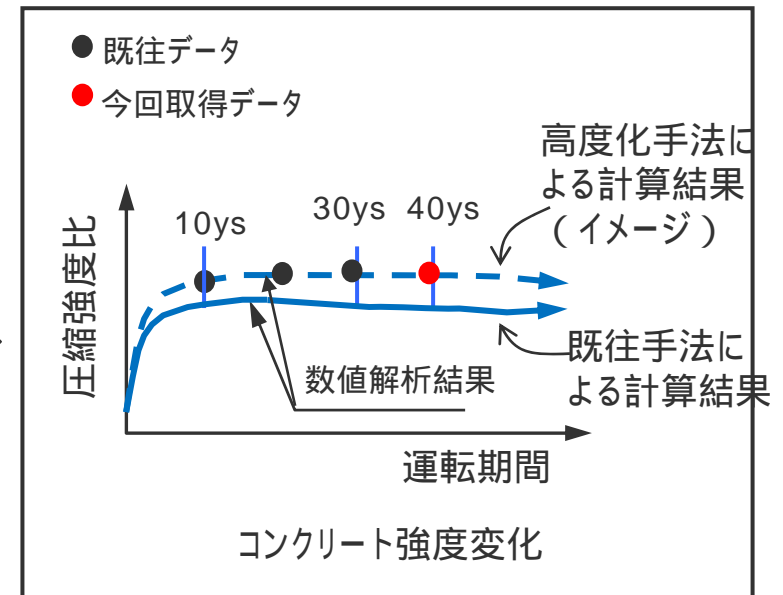 既往データ
今回取得データ
高度化手法に
よる計算結果
（イメージ）
10ys
30ys
40ys
圧縮強度比
数値解析結果
既往手法に
よる計算結果
運転期間
コンクリート強度変化